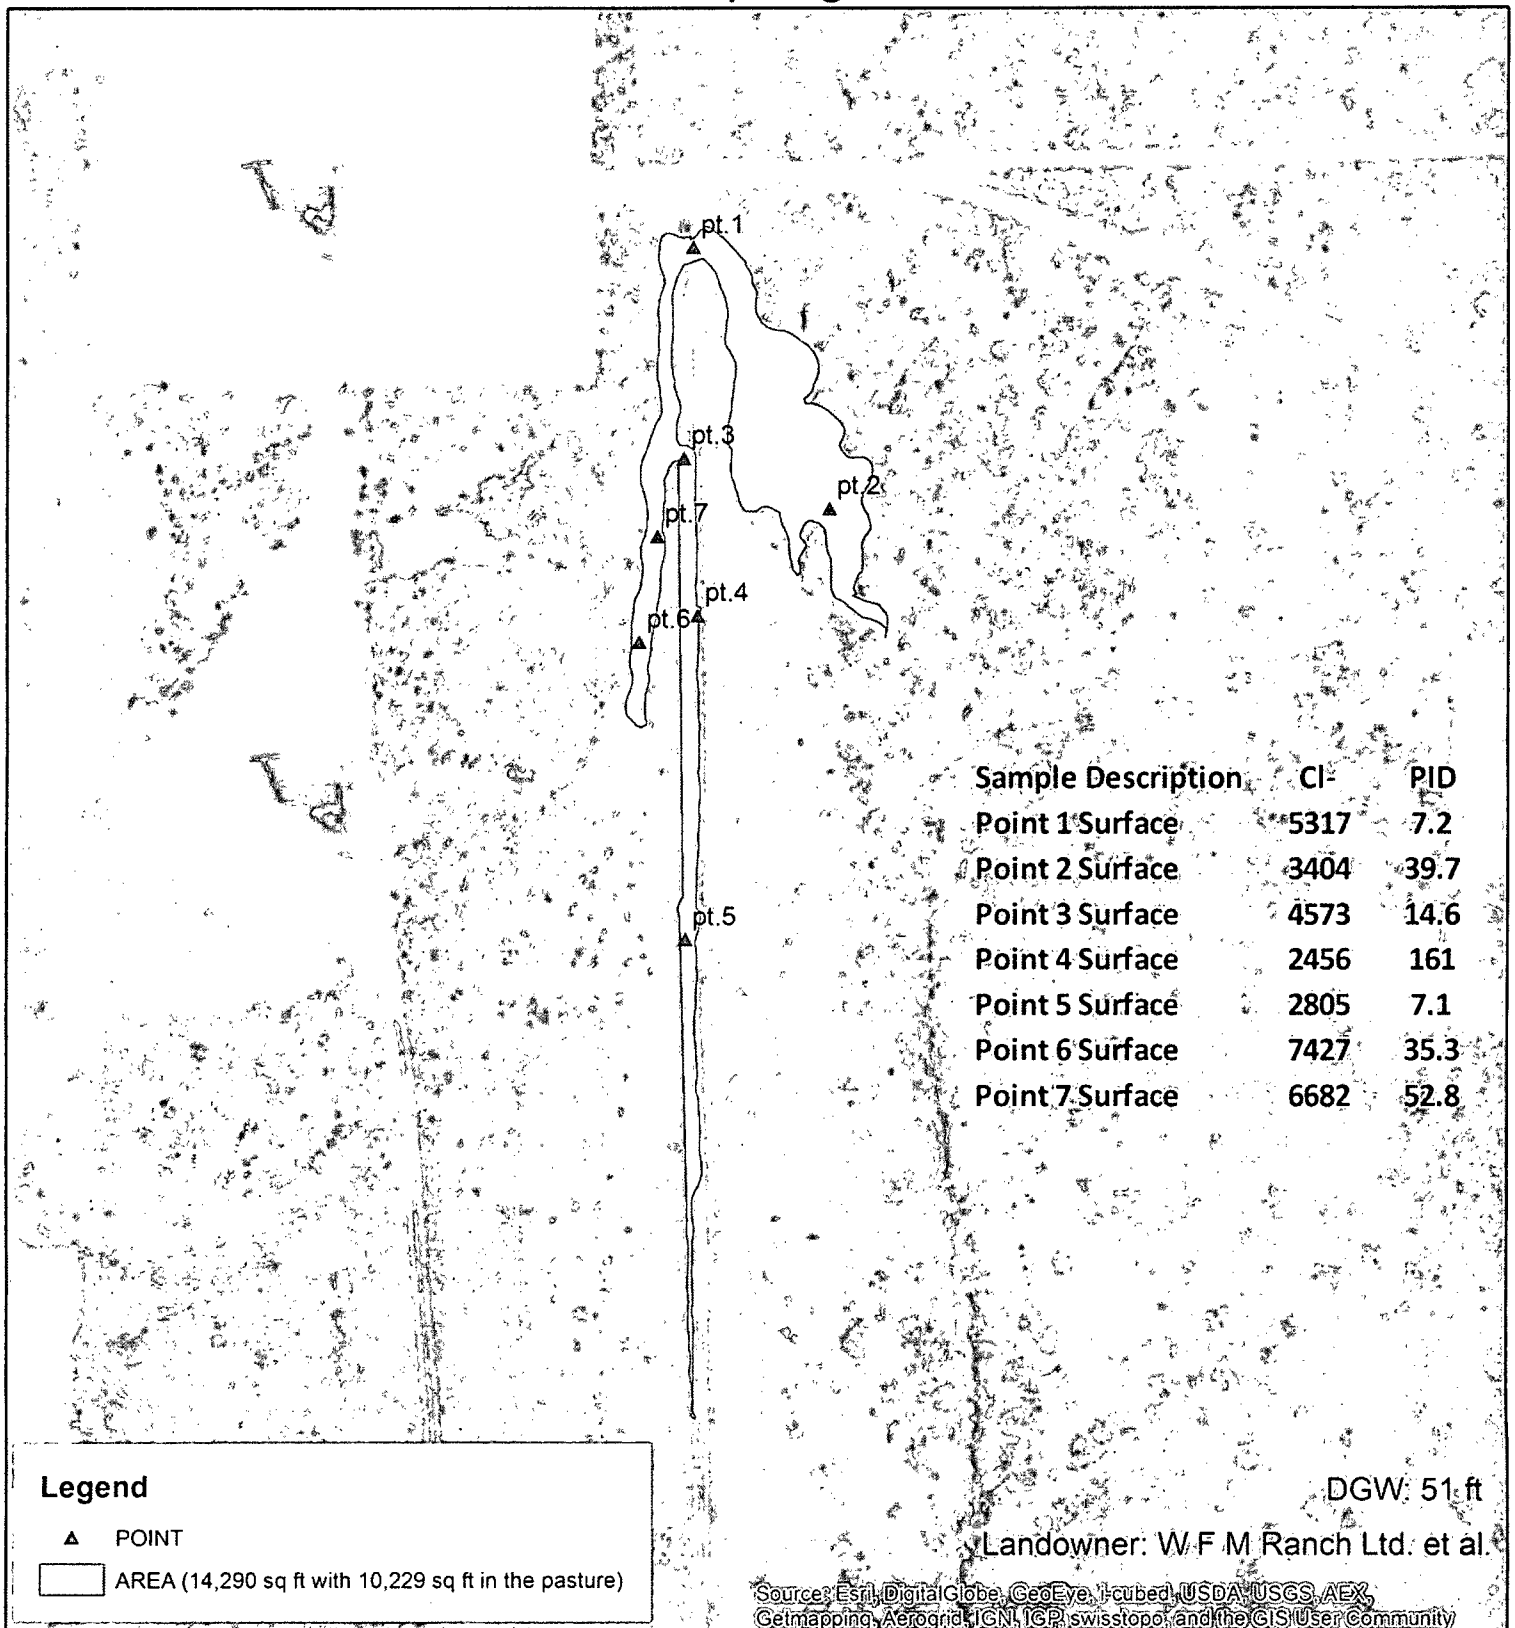 pt.1
pt.3
pt.2
pt.7
pt.4
pt.6
pt.5
Sample Description Cl- PID
Point 1 Surface 5317 7.2
Point 2 Surface 3404 39.7
Point 3 Surface 4573 14.6
Point 4 Surface 2456 161
Point 5 Surface 2805 7.1
Point 6 Surface 7427 35.3
Point 7 Surface 6682 52.8
Legend
POINT
AREA (14,290 sq ft with 10,229 sq ft in the pasture)
DGW: 51 ft
Landowner: W F M Ranch Ltd. et al.
Source: Esri, DigitalGlobe, GeoEye, i-cubed, USDA, USGS, AEX,
Getmapping, Aerogrid, IGN, IGP, swisstopo, and the GIS User Community